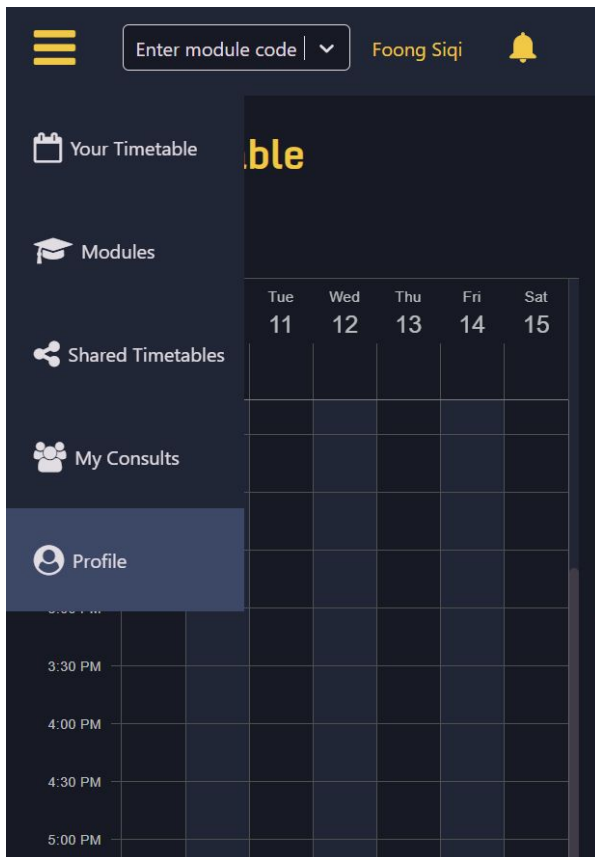 Enter module code
Foong Siqi
Your Timetable
ble
Modules
Tue Wed Thu Fri Sat
11 12 13 14 15
Shared Timetables
My Consults
Profile
3:30 PM
4:00 PM
4:30 PM
5:00 PM